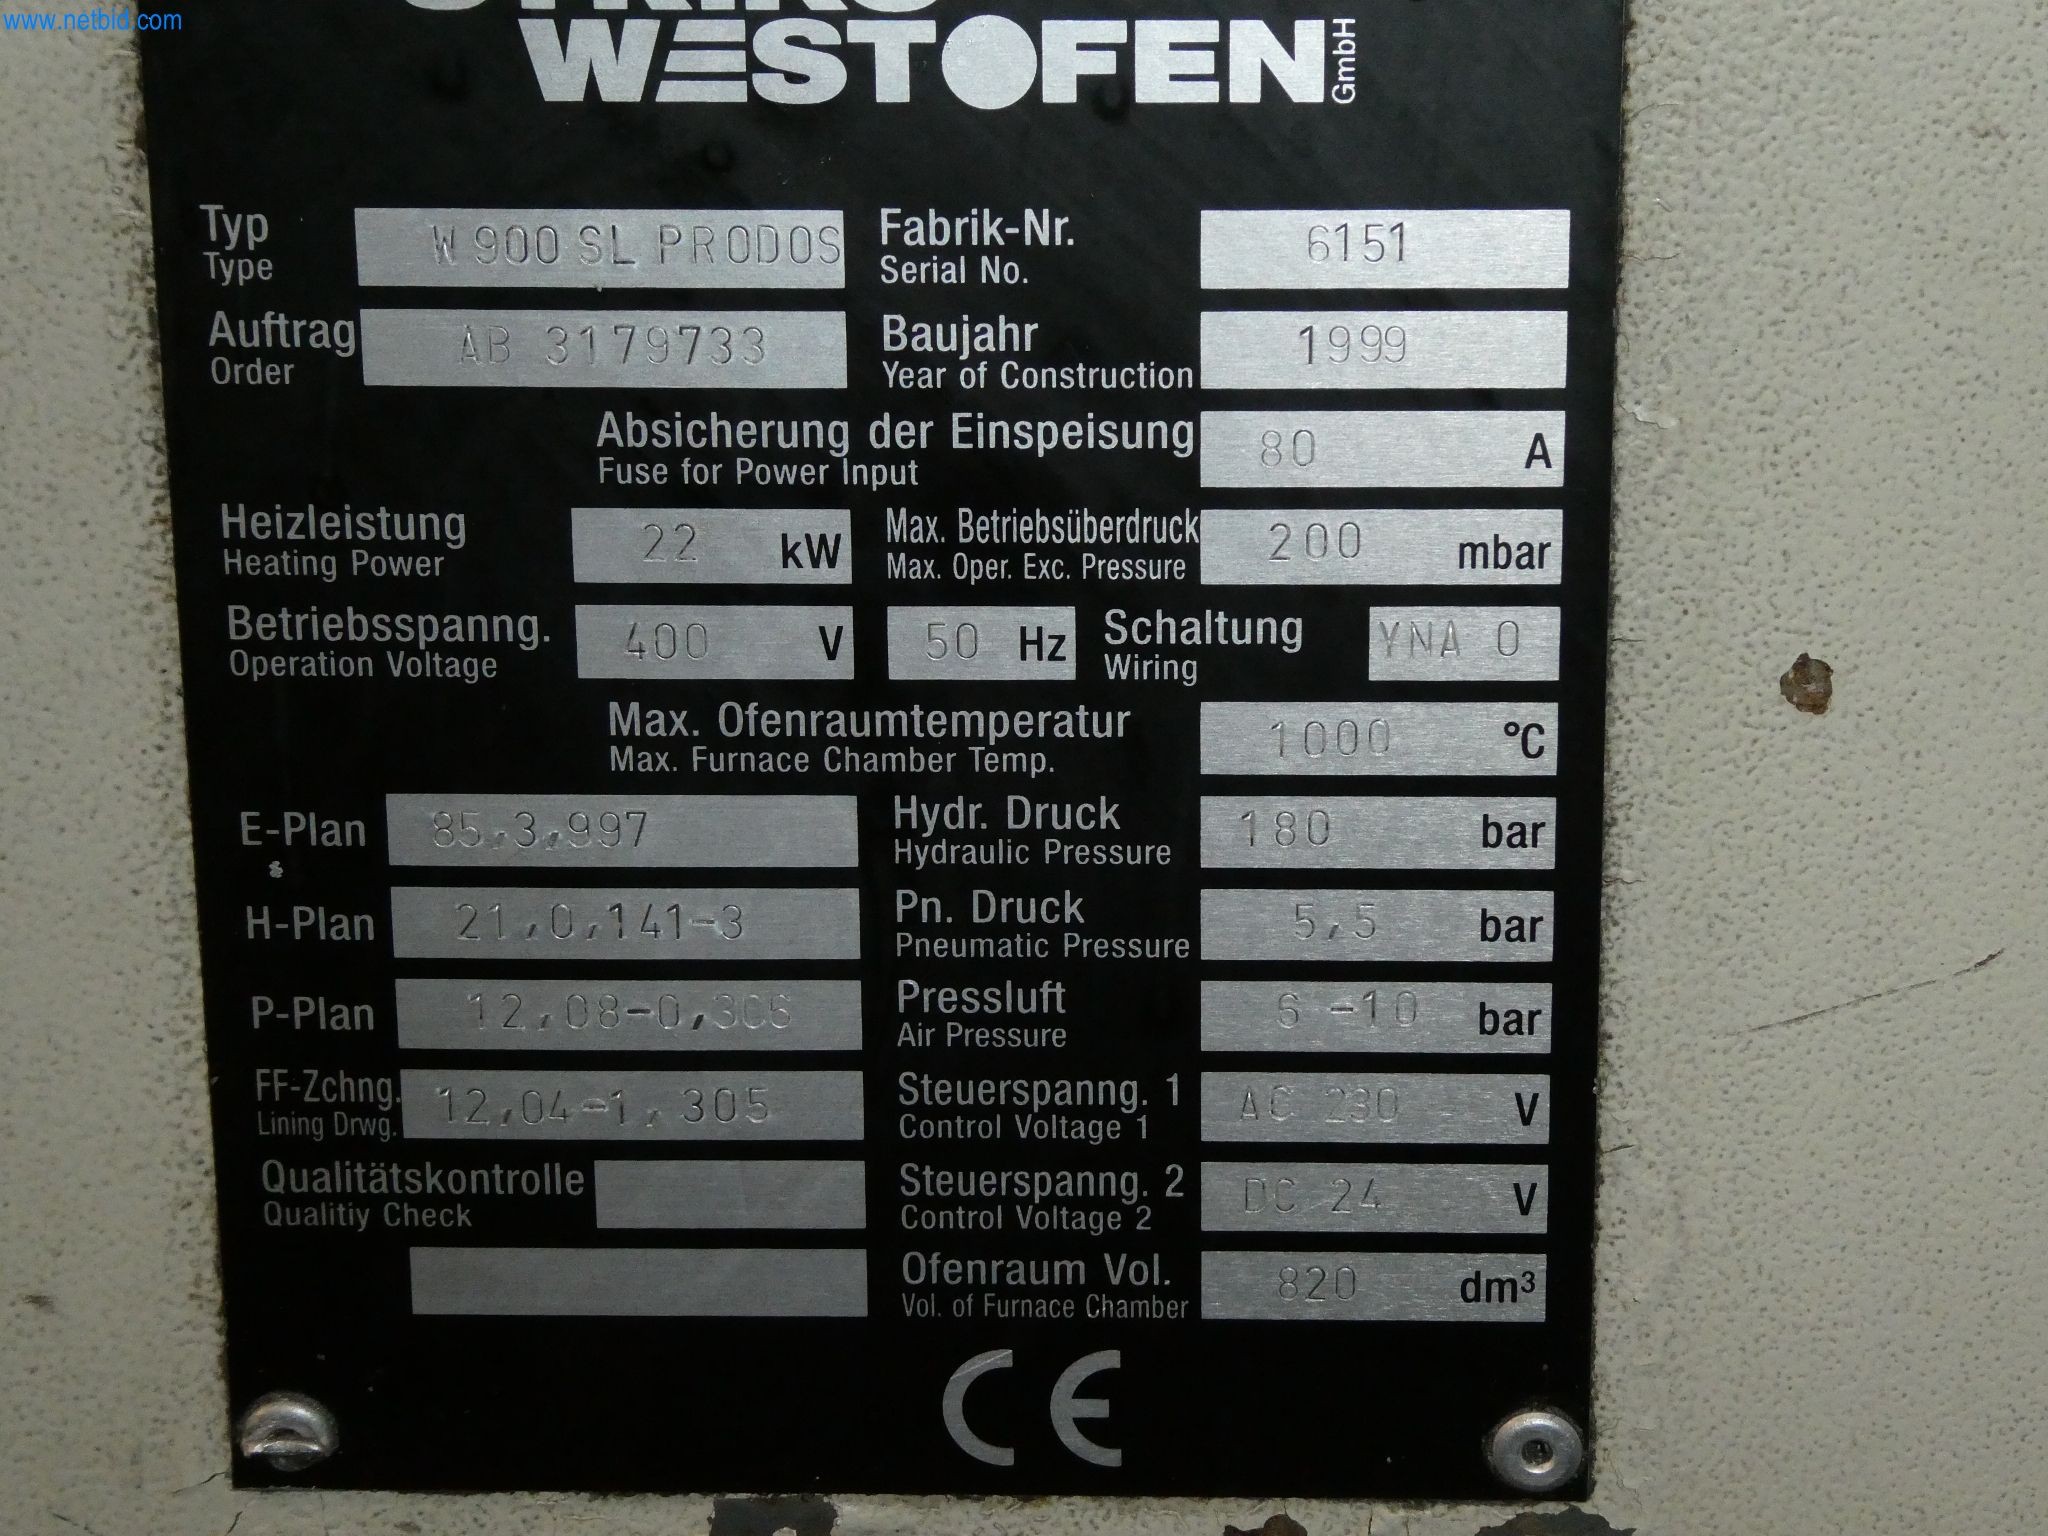 www.netbid.com
STRIKO
WESTOFEN GmbH
Typ W 900 SL PRODOS Fabrik-Nr. 6151
Type Serial No.
Auftrag AB 3179733 Baujahr 1999
Order Year of Construction
Absicherung der Einspeisung 80 A
Fuse for Power Input
Heizleistung 22 kW Max. Betriebsüberdruck 200 mbar
Heating Power Max. Oper. Exc. Pressure
Betriebsspanng. 400 V 50 Hz Schaltung YNA 0
Operation Voltage Wiring
Max. Ofenraumtemperatur 1000 °C
Max. Furnace Chamber Temp.
E-Plan 85,3,997 Hydr. Druck 180 bar
Hydraulic Pressure
H-Plan 21,0,141-3 Pn. Druck 5,5 bar
Pneumatic Pressure
P-Plan 12,08-0,305 Pressluft 6-10 bar
Air Pressure
FF-Zchng. 12,04-1,305 Steuerspanng. 1 AC 230 V
Lining Drwg. Control Voltage 1
Qualitätskontrolle Steuerspanng. 2 DC 24 V
Qualitiy Check Control Voltage 2
Ofenraum Vol. 820 dm³
Vol. of Furnace Chamber
CE